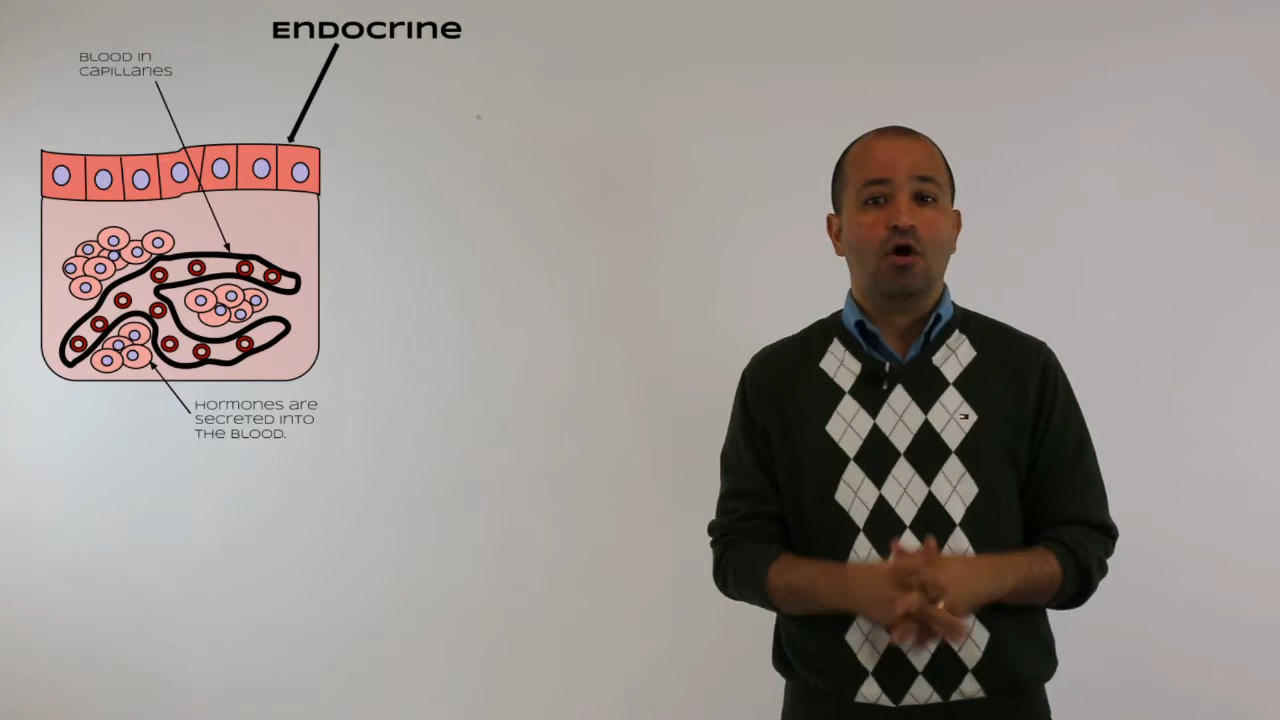 Endocrine
Blood in
capillaries
Hormones are
secreted into
the blood.